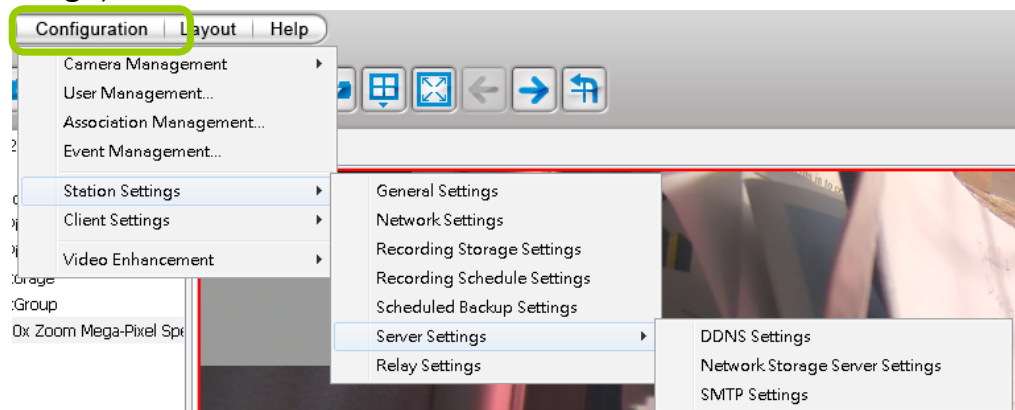 Configuration Layout Help
Camera Management
User Management...
Association Management...
Event Management...
Station Settings
Client Settings
Video Enhancement
General Settings
Network Settings
Recording Storage Settings
Recording Schedule Settings
Scheduled Backup Settings
Server Settings
Relay Settings
DDNS Settings
Network Storage Server Settings
SMTP Settings
Group
0x Zoom Mega-Pixel Spe